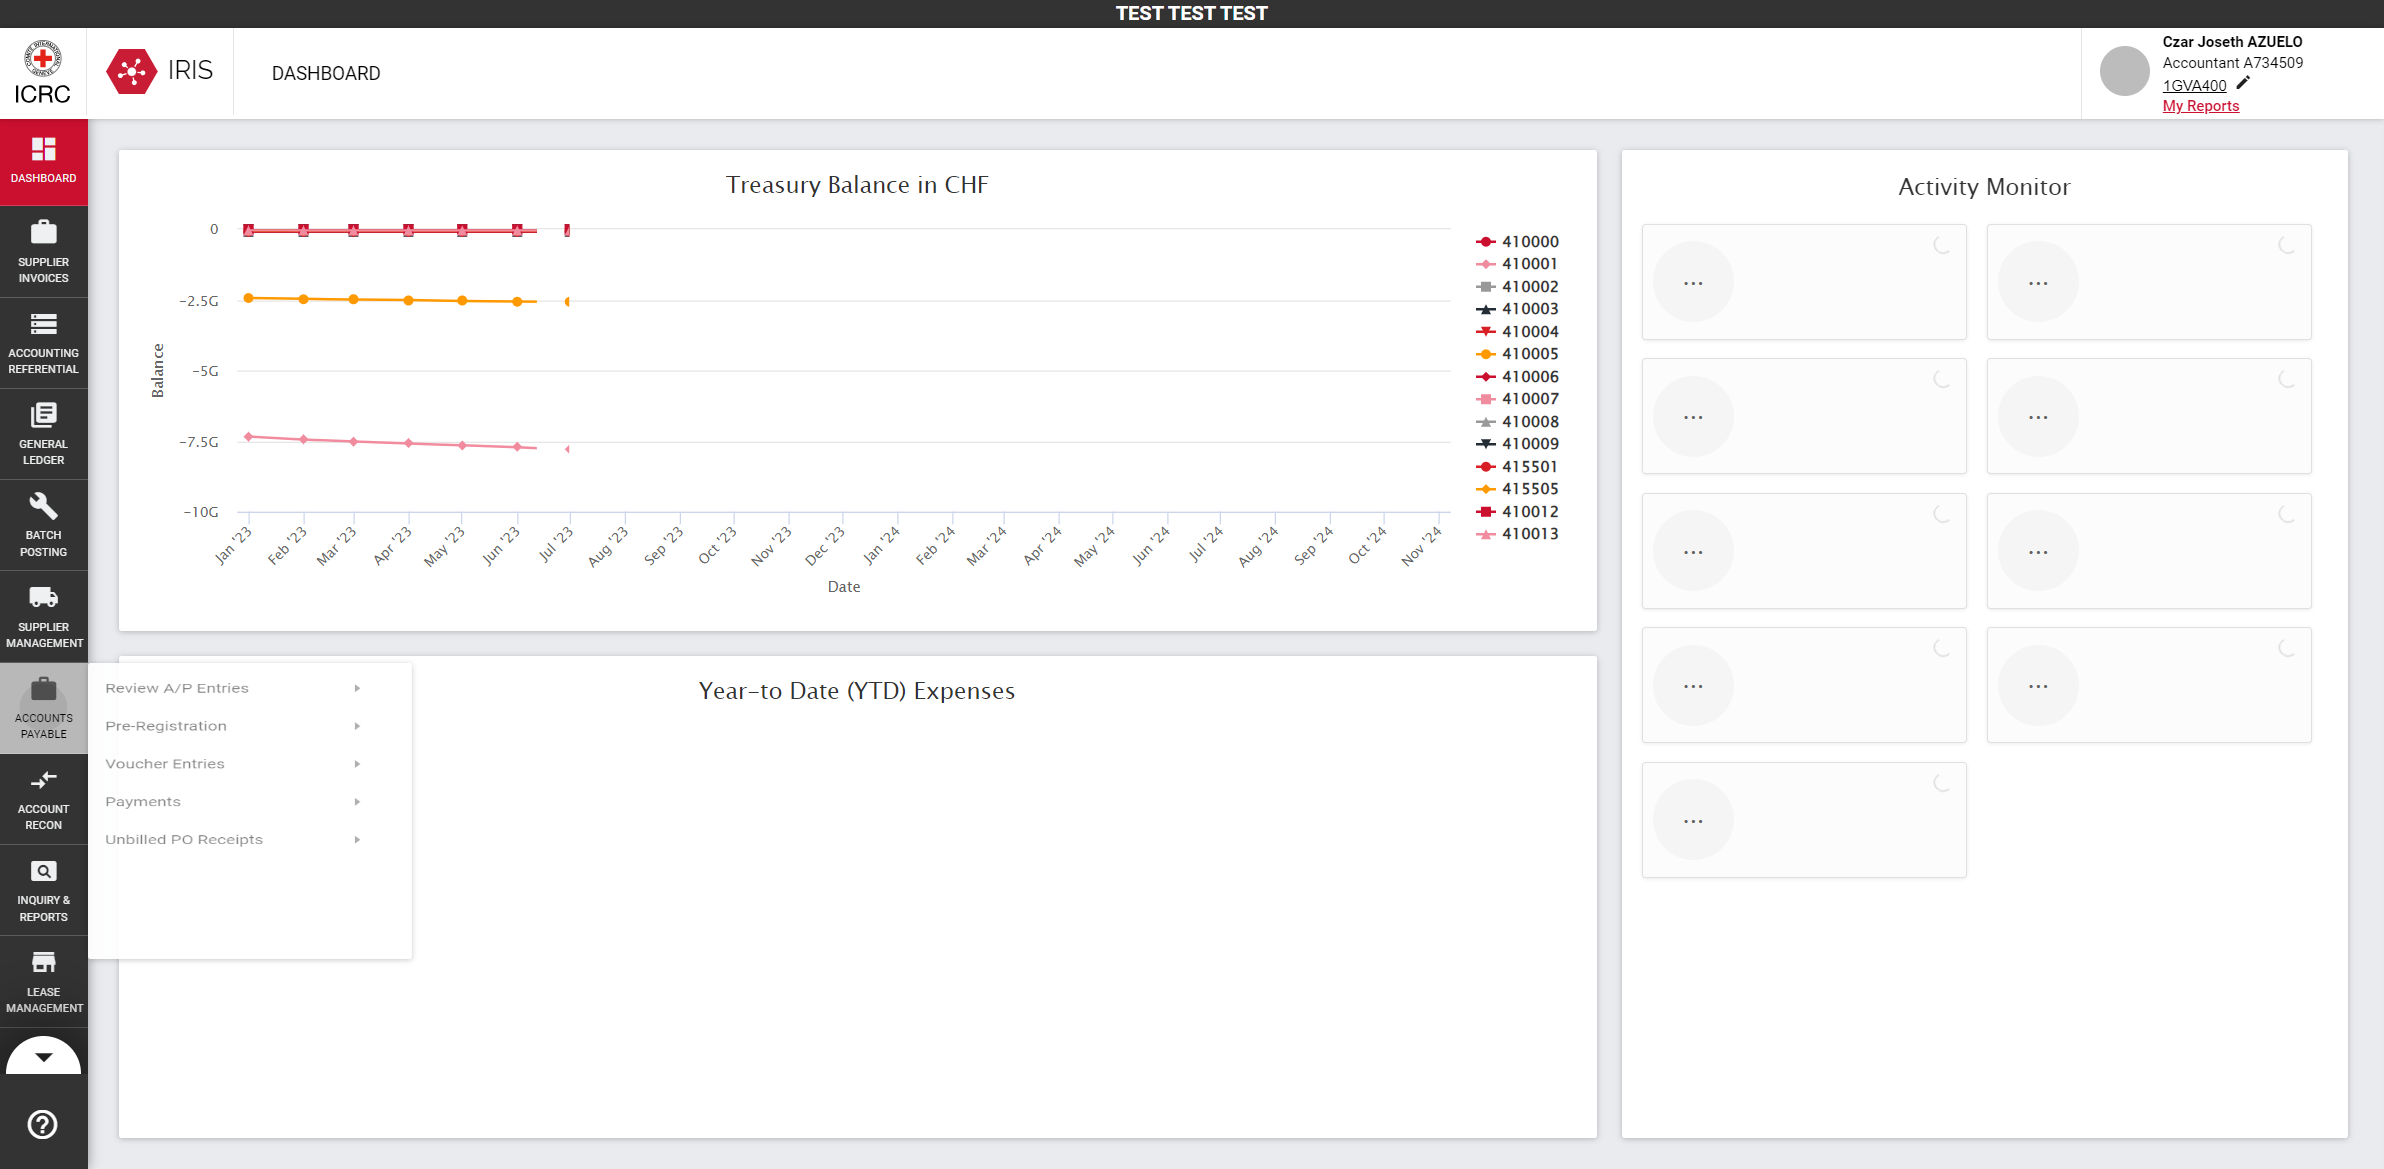 TEST TEST TEST
COMITE INTERNATIONAL GENEVE
ICRC
IRIS
DASHBOARD
Czar Joseth AZUELO
Accountant A734509
1GVA400
My Reports
DASHBOARD
SUPPLIER
INVOICES
ACCOUNTING
REFERENTIAL
GENERAL
LEDGER
BATCH
POSTING
SUPPLIER
MANAGEMENT
ACCOUNTS
PAYABLE
ACCOUNT
RECON
INQUIRY &
REPORTS
LEASE
MANAGEMENT
Review A/P Entries
Pre-Registration
Voucher Entries
Payments
Unbilled PO Receipts
Treasury Balance in CHF
Balance
0
−2.5G
−5G
−7.5G
−10G
Jan '23
Feb '23
Mar '23
Apr '23
May '23
Jun '23
Jul '23
Aug '23
Sep '23
Oct '23
Nov '23
Dec '23
Jan '24
Feb '24
Mar '24
Apr '24
May '24
Jun '24
Jul '24
Aug '24
Sep '24
Oct '24
Nov '24
Date
410000
410001
410002
410003
410004
410005
410006
410007
410008
410009
415501
415505
410012
410013
Year-to Date (YTD) Expenses
Activity Monitor
...
...
...
...
...
...
...
...
...